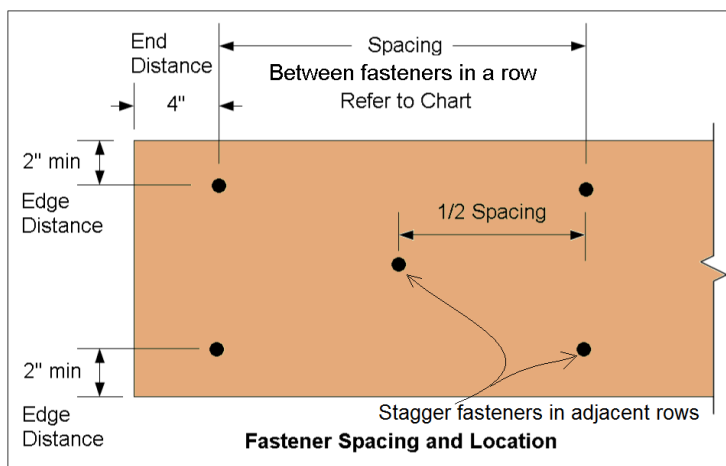 End
Distance
Spacing
Between fasteners in a row
Refer to Chart
4"
2" min
Edge
Distance
1/2 Spacing
2" min
Edge
Distance
Stagger fasteners in adjacent rows
Fastener Spacing and Location